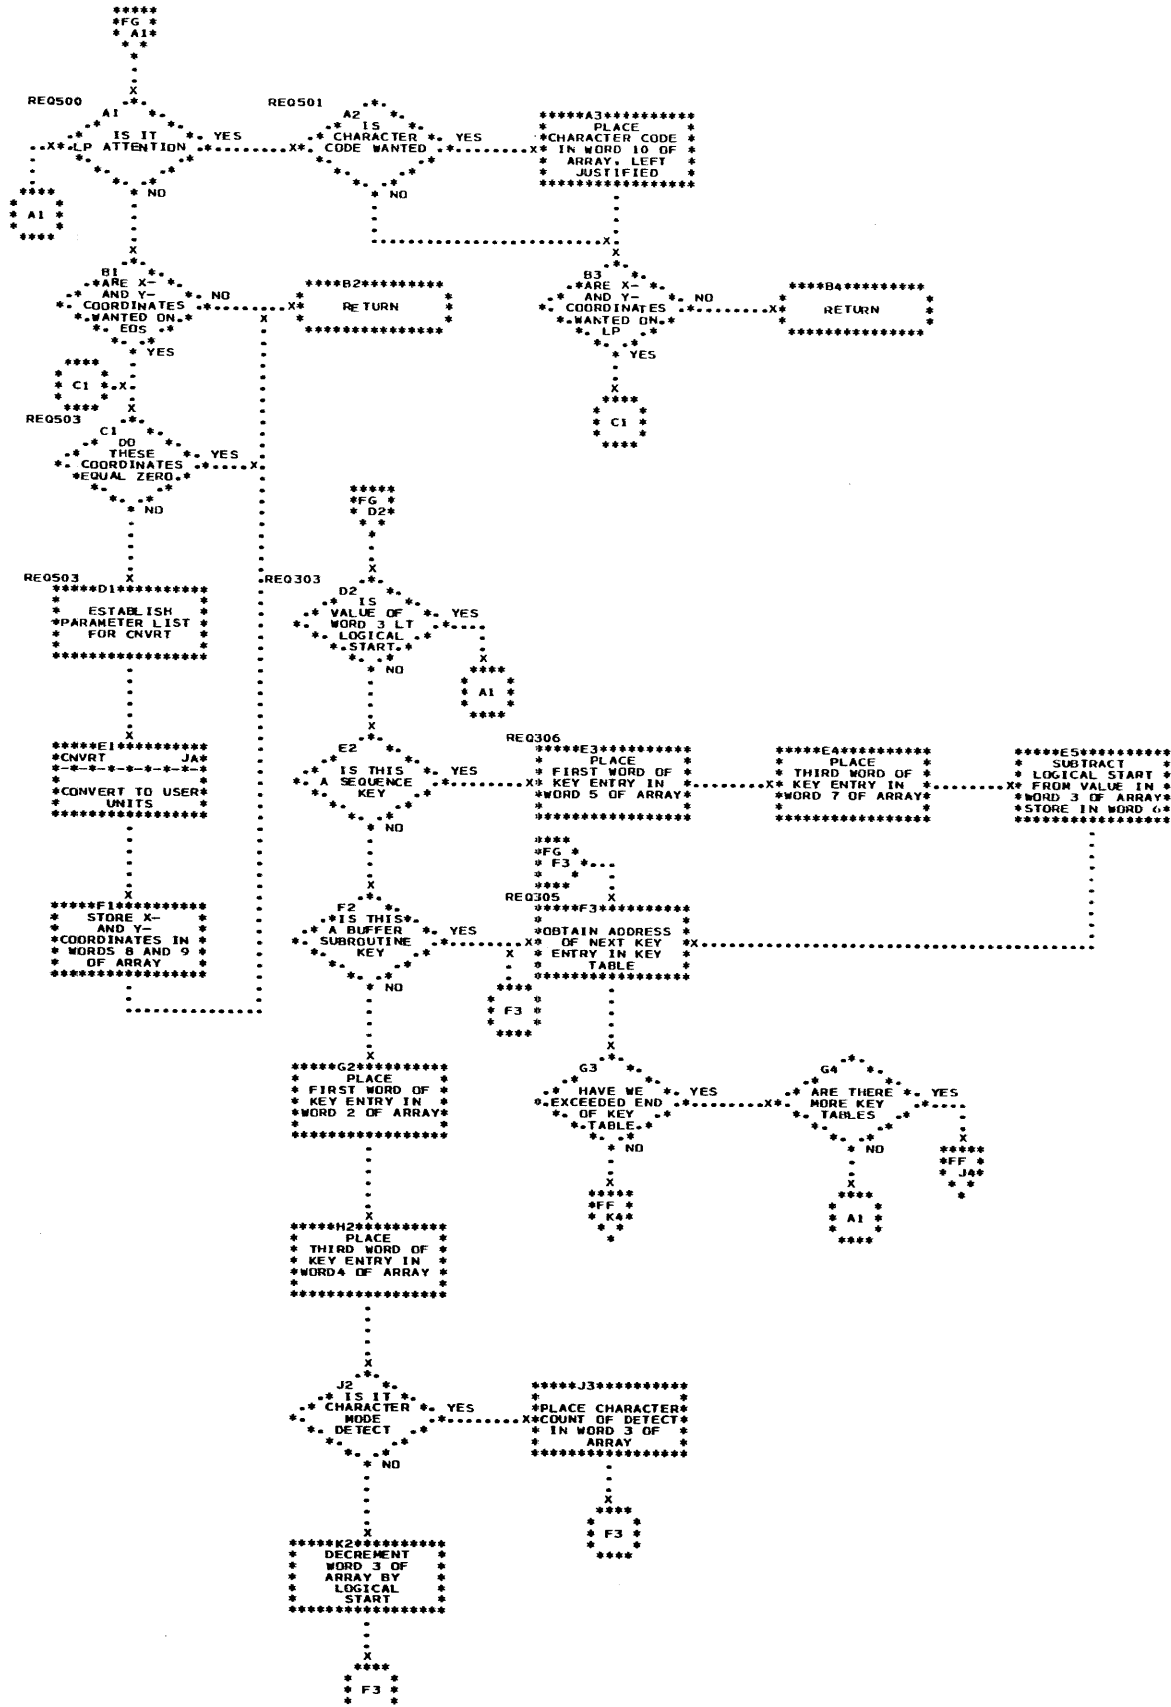 FG
A1
REQ500
A1
IS IT
LP ATTENTION
YES
NO
A1
REQ501
A2
IS
CHARACTER
CODE WANTED
YES
NO
A3
PLACE
CHARACTER CODE
IN WORD 10 OF
ARRAY, LEFT
JUSTIFIED
B1
ARE X-
AND Y-
COORDINATES
WANTED ON
EOS
NO
YES
B2
RETURN
B3
ARE X-
AND Y-
COORDINATES
WANTED ON
LP
NO
YES
B4
RETURN
C1
C1
REQ503
C1
DO
THESE
COORDINATES
EQUAL ZERO
YES
NO
FG
D2
REQ503
D1
ESTABLISH
PARAMETER LIST
FOR CNVRT
REQ303
D2
IS
VALUE OF
WORD 3 LT
LOGICAL
START
YES
NO
A1
E1
CNVRT JA
CONVERT TO USER
UNITS
E2
IS THIS
A SEQUENCE
KEY
YES
NO
REQ306
E3
PLACE
FIRST WORD OF
KEY ENTRY IN
WORD 5 OF ARRAY
E4
PLACE
THIRD WORD OF
KEY ENTRY IN
WORD 7 OF ARRAY
E5
SUBTRACT
LOGICAL START
FROM VALUE IN
WORD 3 OF ARRAY
STORE IN WORD 6
FG
F3
F1
STORE X-
AND Y-
COORDINATES IN
WORDS 8 AND 9
OF ARRAY
F2
IS THIS
A BUFFER
SUBROUTINE
KEY
YES
NO
REQ305
F3
OBTAIN ADDRESS
OF NEXT KEY
ENTRY IN KEY
TABLE
F3
G2
PLACE
FIRST WORD OF
KEY ENTRY IN
WORD 2 OF ARRAY
G3
HAVE WE
EXCEEDED END
OF KEY
TABLE
YES
NO
G4
ARE THERE
MORE KEY
TABLES
YES
NO
FF
J4
FF
K4
A1
H2
PLACE
THIRD WORD OF
KEY ENTRY IN
WORD4 OF ARRAY
J2
IS IT
CHARACTER
MODE
DETECT
YES
NO
J3
PLACE CHARACTER
COUNT OF DETECT
IN WORD 3 OF
ARRAY
F3
K2
DECREMENT
WORD 3 OF
ARRAY BY
LOGICAL
START
F3